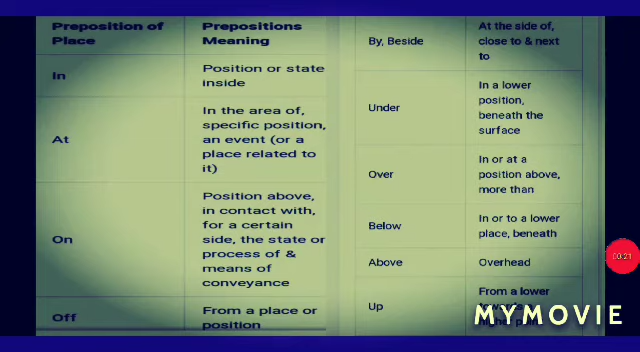 Preposition of
Place
Prepositions
Meaning
In
Position or state
inside
At
In the area of,
specific position,
an event (or a
place related to
it)
On
Position above,
in contact with,
for a certain
side, the state or
process of &
means of
conveyance
Off
From a place or
position
By, Beside
At the side of,
close to & next
to
Under
In a lower
position,
beneath the
surface
Over
In or at a
position above,
more than
Below
In or to a lower
place, beneath
Above
Overhead
Up
From a lower
00:21
MYMOVIE